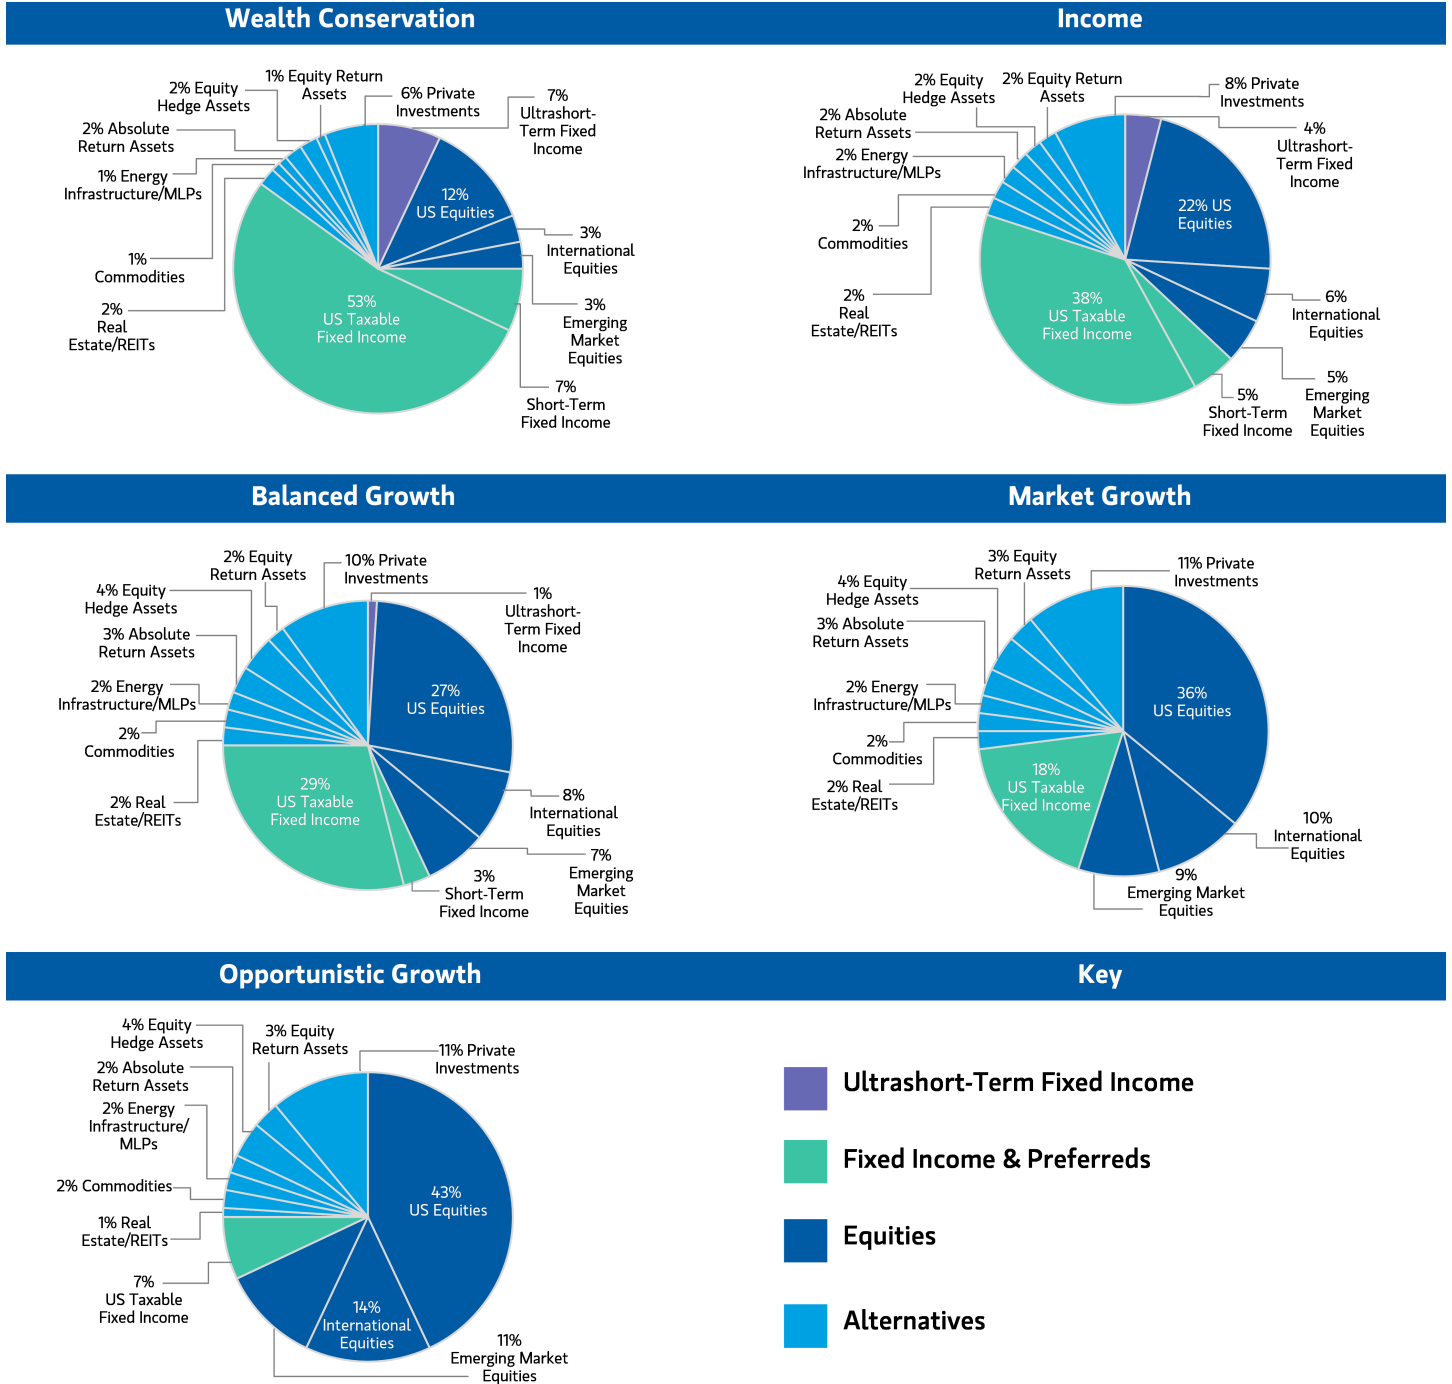 Wealth Conservation
1% Equity Return
Assets
2% Equity
Hedge Assets
2% Absolute
Return Assets
1% Energy
Infrastructure/MLPs
1%
Commodities
2%
Real
Estate/REITs
6% Private
Investments
7%
Ultrashort-
Term Fixed
Income
12%
US Equities
3%
International
Equities
3%
Emerging
Market
Equities
7%
Short-Term
Fixed Income
53%
US Taxable
Fixed Income
Income
2% Equity
Hedge Assets
2% Equity Return
Assets
2% Absolute
Return Assets
2% Energy
Infrastructure/MLPs
2%
Commodities
2%
Real
Estate/REITs
8% Private
Investments
4%
Ultrashort-
Term Fixed
Income
22% US
Equities
6%
International
Equities
5%
Emerging
Market
Equities
5%
Short-Term
Fixed Income
38%
US Taxable
Fixed Income
Balanced Growth
2% Equity
Return Assets
4% Equity
Hedge Assets
3% Absolute
Return Assets
2% Energy
Infrastructure/MLPs
2%
Commodities
2% Real
Estate/REITs
10% Private
Investments
1%
Ultrashort-
Term Fixed
Income
27%
US Equities
8%
International
Equities
7%
Emerging
Market
Equities
3%
Short-Term
Fixed Income
29%
US Taxable
Fixed Income
Market Growth
3% Equity
Return Assets
4% Equity
Hedge Assets
3% Absolute
Return Assets
2% Energy
Infrastructure/MLPs
2%
Commodities
2% Real
Estate/REITs
11% Private
Investments
36%
US Equities
10%
International
Equities
9%
Emerging Market
Equities
18%
US Taxable
Fixed Income
Opportunistic Growth
4% Equity
Hedge Assets
3% Equity
Return Assets
2% Absolute
Return Assets
2% Energy
Infrastructure/
MLPs
2% Commodities
1% Real
Estate/REITs
7%
US Taxable
Fixed Income
11% Private
Investments
43%
US Equities
14%
International
Equities
11%
Emerging Market
Equities
Key
Ultrashort-Term Fixed Income
Fixed Income & Preferreds
Equities
Alternatives